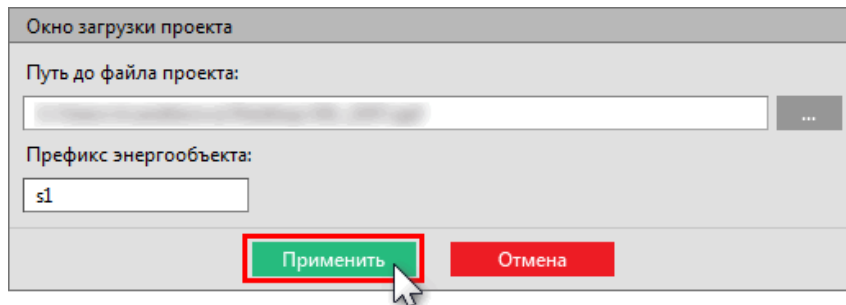 Окно загрузки проекта
Путь до файла проекта:
...
Префикс энергообъекта:
s1
Применить
Отмена